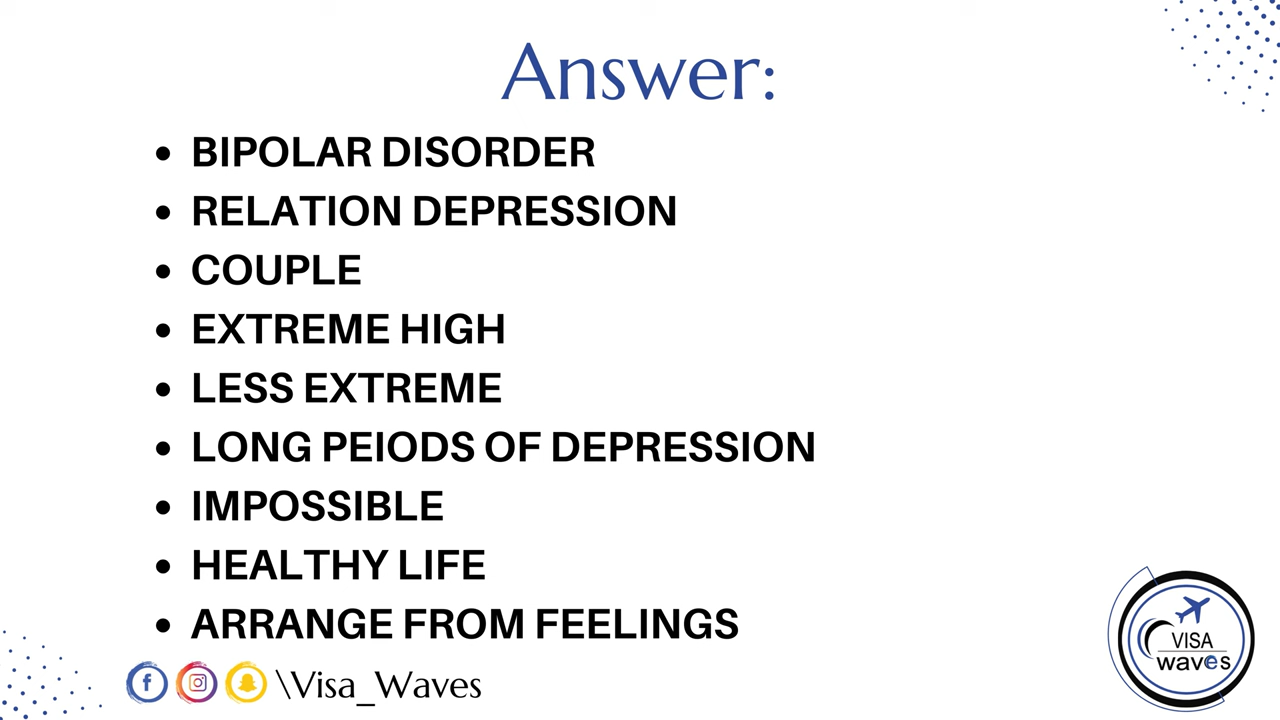 Answer:
• BIPOLAR DISORDER
• RELATION DEPRESSION
• COUPLE
• EXTREME HIGH
• LESS EXTREME
• LONG PEIODS OF DEPRESSION
• IMPOSSIBLE
• HEALTHY LIFE
• ARRANGE FROM FEELINGS
\Visa_Waves
VISA
waves